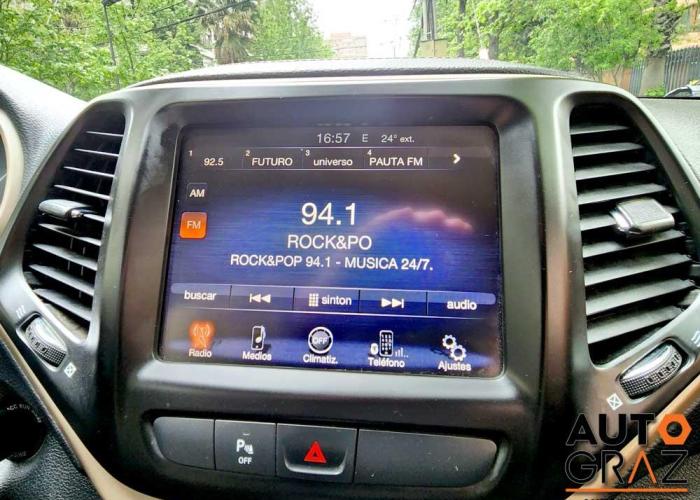 16:57 E 24° ext.
1 92.5 2 FUTURO 3 universo 4 PAUTA FM
AM
94.1
FM
ROCK&PO
ROCK&POP 94.1 - MUSICA 24/7.
buscar sinton audio
OFF
Radio Medios Climatiz. Teléfono Ajustes
P
OFF
AUTO
GRAZ